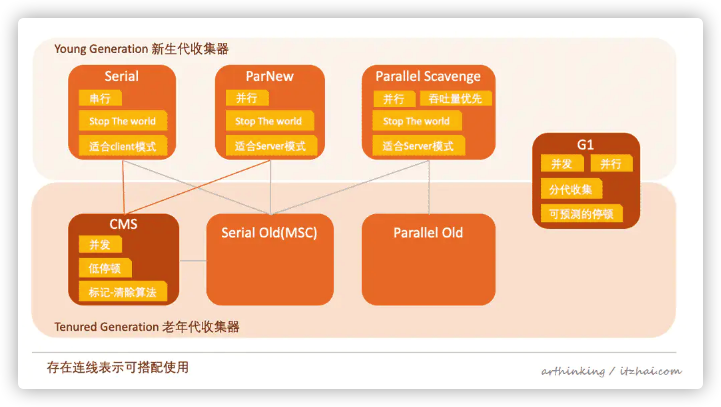 Young Generation 新生代收集器
Serial
串行
Stop The world
适合client模式
ParNew
并行
Stop The world
适合Server模式
Parallel Scavenge
并行 吞吐量优先
Stop The world
适合Server模式
G1
并发 并行
分代收集
可预测的停顿
CMS
并发
低停顿
标记-清除算法
Serial Old(MSC)
Parallel Old
Tenured Generation 老年代收集器
存在连线表示可搭配使用
arthinking / itzhai.com